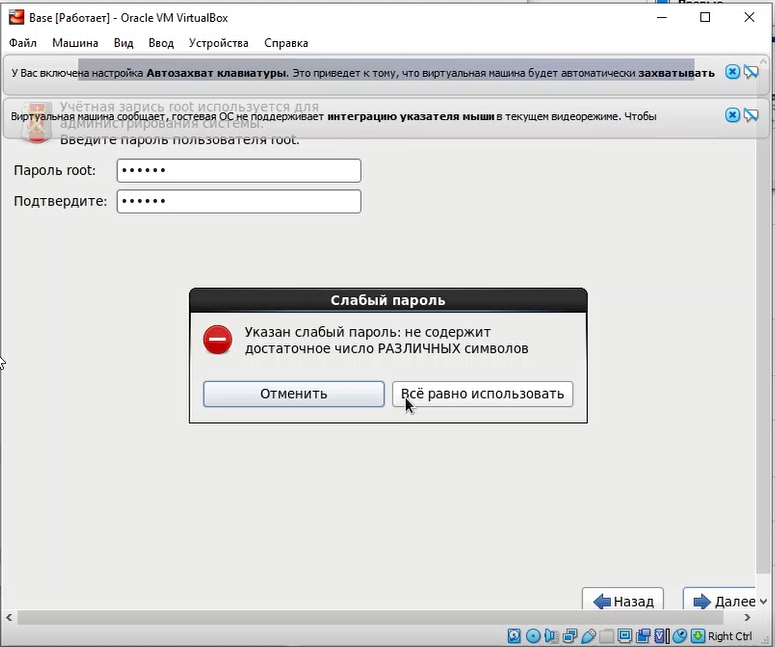 Base [Работает] - Oracle VM VirtualBox
Файл Машина Вид Ввод Устройства Справка
У Вас включена настройка Автозахват клавиатуры. Это приведет к тому, что виртуальная машина будет автоматически захватывать
Учётная запись root используется для
Виртуальная машина сообщает, гостевая ОС не поддерживает интеграцию указателя мыши в текущем видеорежиме. Чтобы
администрирования системы.
Введите пароль пользователя root.
Пароль root: ••••••
Подтвердите: ••••••
Слабый пароль
Указан слабый пароль: не содержит
достаточное число РАЗЛИЧНЫХ символов
Отменить Всё равно использовать
Назад Далее
Right Ctrl